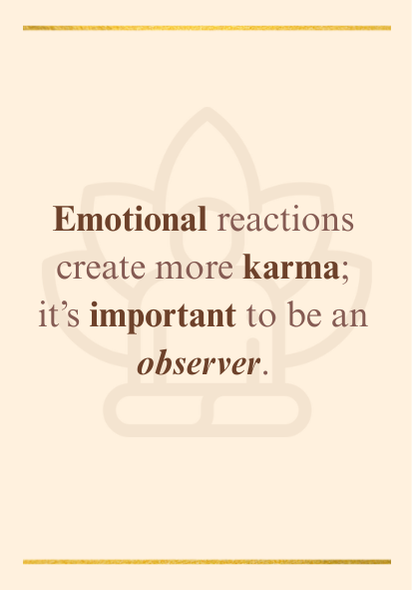 Emotional reactions
create more karma;
it’s important to be an
observer.